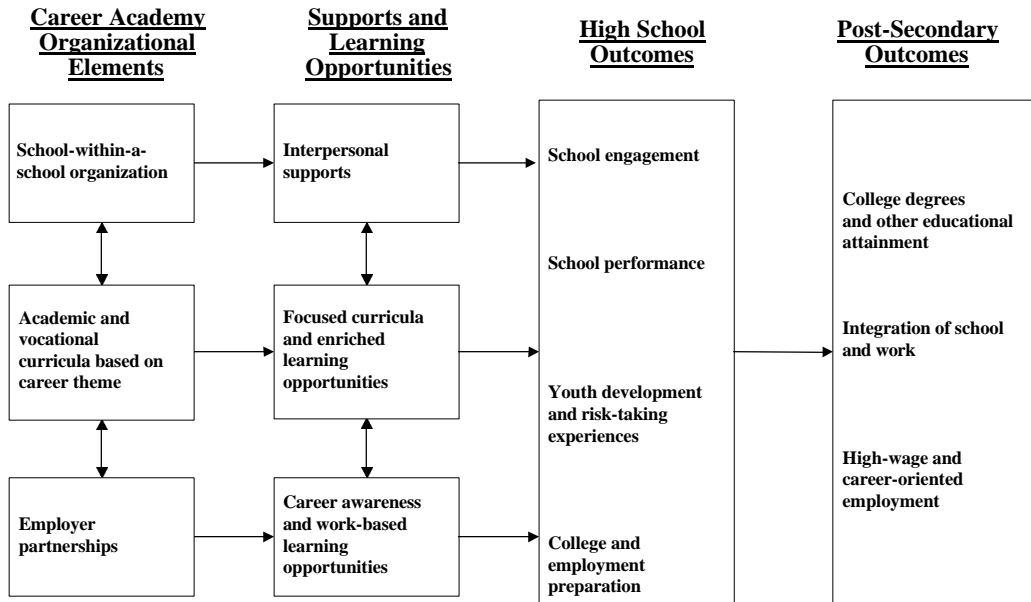 Career Academy
Organizational
Elements
Supports and
Learning
Opportunities
High School
Outcomes
Post-Secondary
Outcomes
School-within-a-
school organization
Interpersonal
supports
School engagement
School performance
Youth development
and risk-taking
experiences
College and
employment
preparation
College degrees
and other educational
attainment
Integration of school
and work
High-wage and
career-oriented
employment
Academic and
vocational
curricula based on
career theme
Focused curricula
and enriched
learning
opportunities
Employer
partnerships
Career awareness
and work-based
learning
opportunities